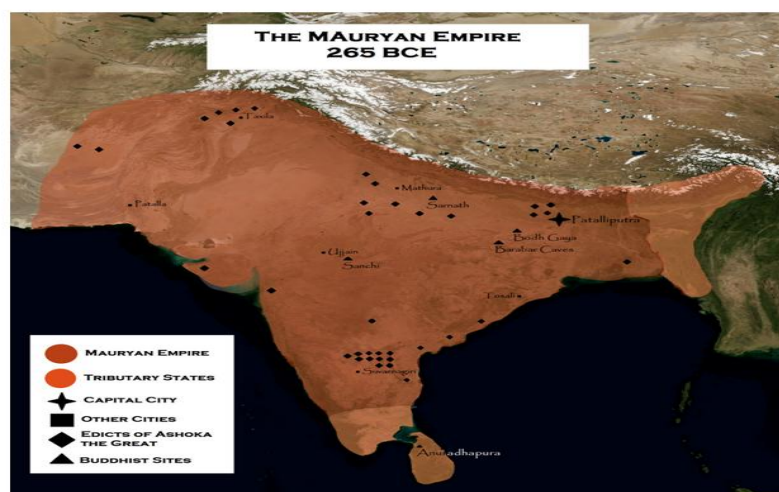 The MAuryan Empire
265 BCE
Taxila
Mathura
Sarnath
Patalla
Patalliputra
Bodh Gaya
Barabar Caves
Ujjain
Sanchi
Tosali
Suvarnagiri
Anuradhapura
Mauryan Empire
Tributary States
Capital City
Other Cities
Edicts of Ashoka
the Great
Buddhist Sites